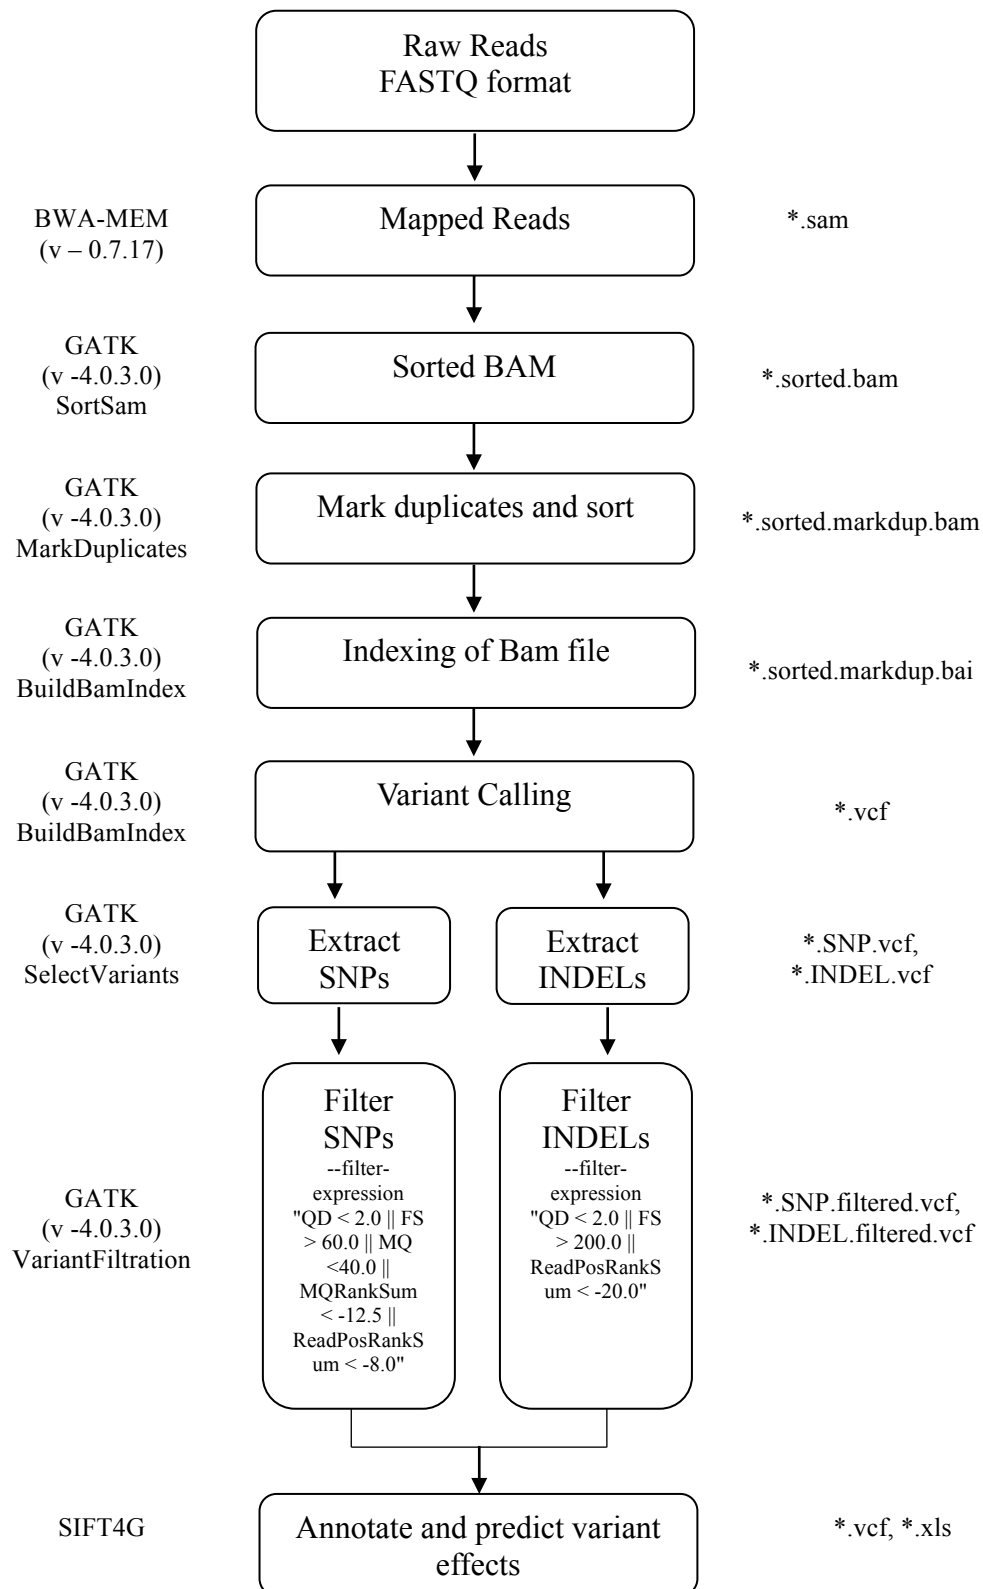 Raw Reads
FASTQ format
BWA-MEM
(v – 0.7.17)
Mapped Reads
*.sam
GATK
(v -4.0.3.0)
SortSam
Sorted BAM
*.sorted.bam
GATK
(v -4.0.3.0)
MarkDuplicates
Mark duplicates and sort
*.sorted.markdup.bam
GATK
(v -4.0.3.0)
BuildBamIndex
Indexing of Bam file
*.sorted.markdup.bai
GATK
(v -4.0.3.0)
BuildBamIndex
Variant Calling
*.vcf
GATK
(v -4.0.3.0)
SelectVariants
Extract
SNPs
Extract
INDELs
*.SNP.vcf,
*.INDEL.vcf
GATK
(v -4.0.3.0)
VariantFiltration
Filter
SNPs
--filter-
expression
"QD < 2.0 || FS
> 60.0 || MQ
<40.0 ||
MQRankSum
< -12.5 ||
ReadPosRankS
um < -8.0"
Filter
INDELs
--filter-
expression
"QD < 2.0 || FS
> 200.0 ||
ReadPosRankS
um < -20.0"
*.SNP.filtered.vcf,
*.INDEL.filtered.vcf
SIFT4G
Annotate and predict variant
effects
*.vcf, *.xls